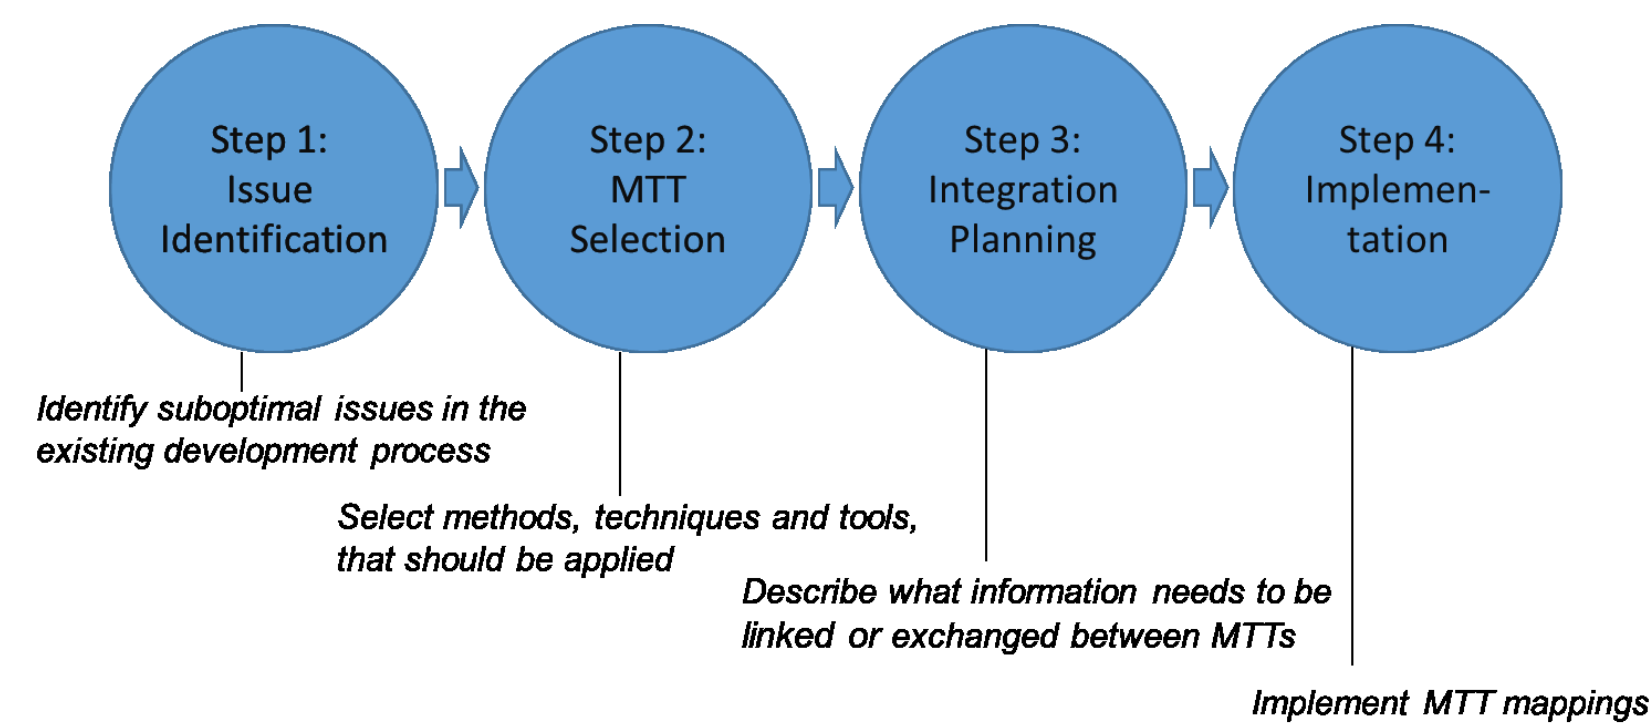 Step 1:
Issue
Identification
Step 2:
MTT
Selection
Step 3:
Integration
Planning
Step 4:
Implemen-
tation
Identify suboptimal issues in the
existing development process
Select methods, techniques and tools,
that should be applied
Describe what information needs to be
linked or exchanged between MTTs
Implement MTT mappings